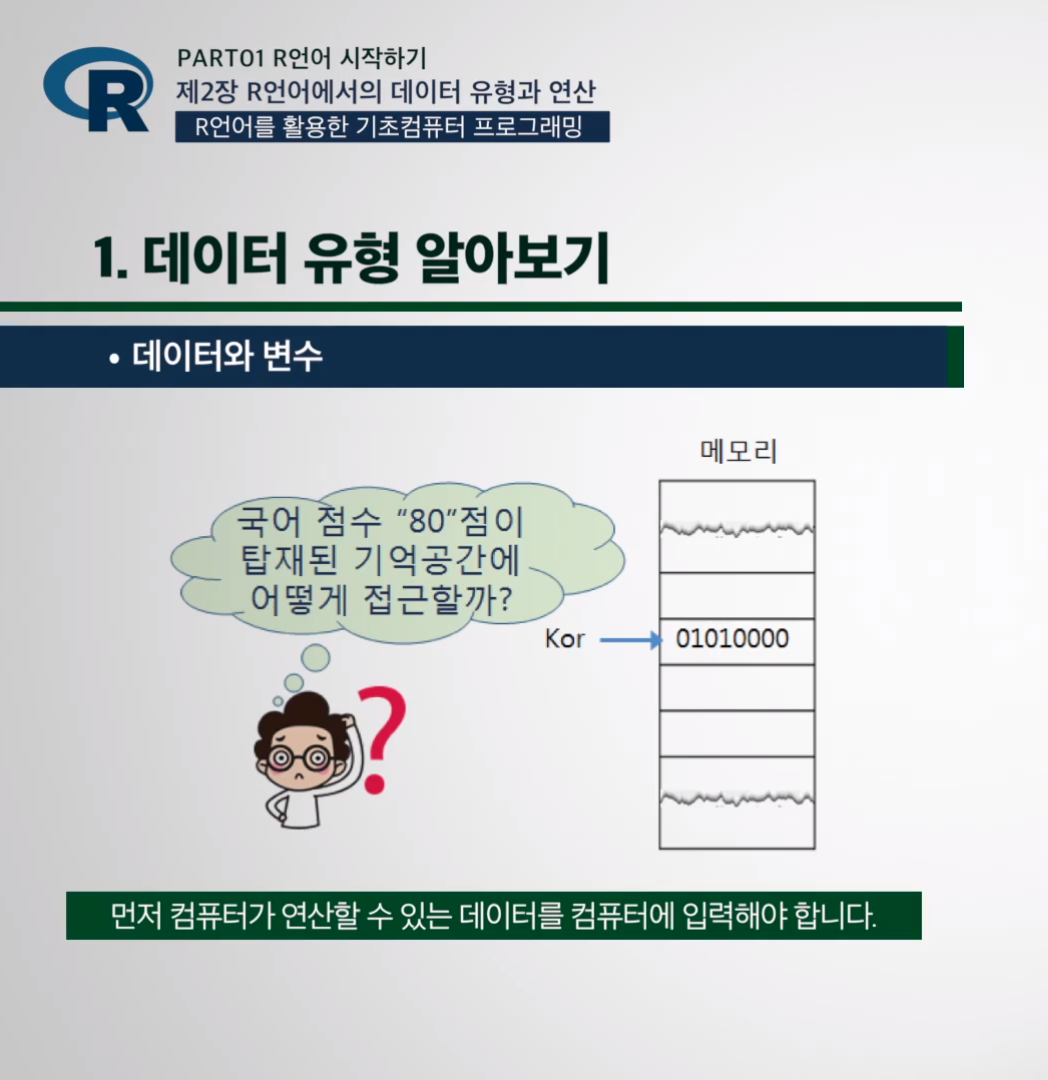 R
PART01 R언어 시작하기
제2장 R언어에서의 데이터 유형과 연산
R언어를 활용한 기초컴퓨터 프로그래밍
1. 데이터 유형 알아보기
• 데이터와 변수
메모리
국어 점수 “80”점이
탑재된 기억공간에
어떻게 접근할까?
Kor
01010000
?
먼저 컴퓨터가 연산할 수 있는 데이터를 컴퓨터에 입력해야 합니다.